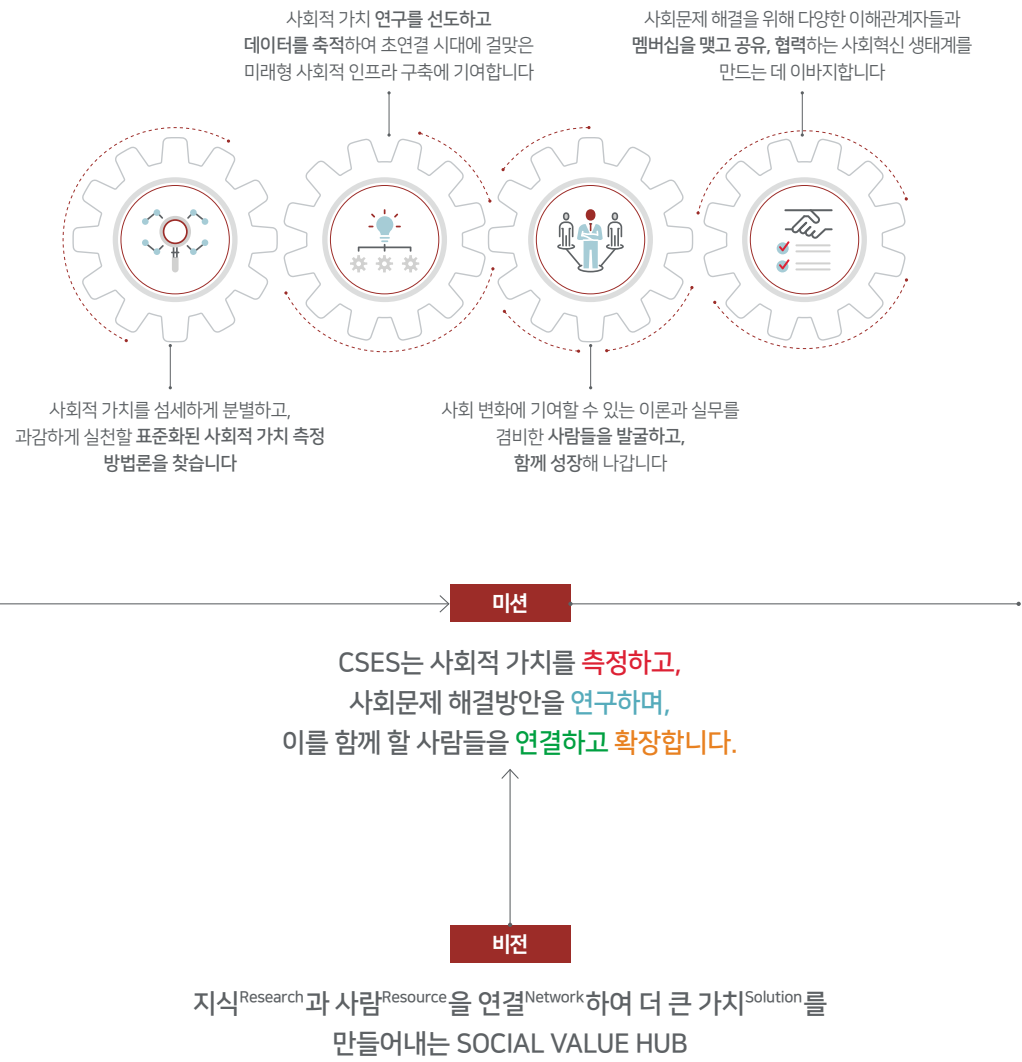 사회적 가치 연구를 선도하고
데이터를 축적하여 초연결 시대에 걸맞은
미래형 사회적 인프라 구축에 기여합니다
사회문제 해결을 위해 다양한 이해관계자들과
멤버십을 맺고 공유, 협력하는 사회혁신 생태계를
만드는 데 이바지합니다
사회적 가치를 섬세하게 분별하고,
과감하게 실천할 표준화된 사회적 가치 측정
방법론을 찾습니다
사회 변화에 기여할 수 있는 이론과 실무를
겸비한 사람들을 발굴하고,
함께 성장해 나갑니다
미션
CSES는 사회적 가치를 측정하고,
사회문제 해결방안을 연구하며,
이를 함께 할 사람들을 연결하고 확장합니다.
비전
지식Research과 사람Resource을 연결Network하여 더 큰 가치Solution를
만들어내는 SOCIAL VALUE HUB